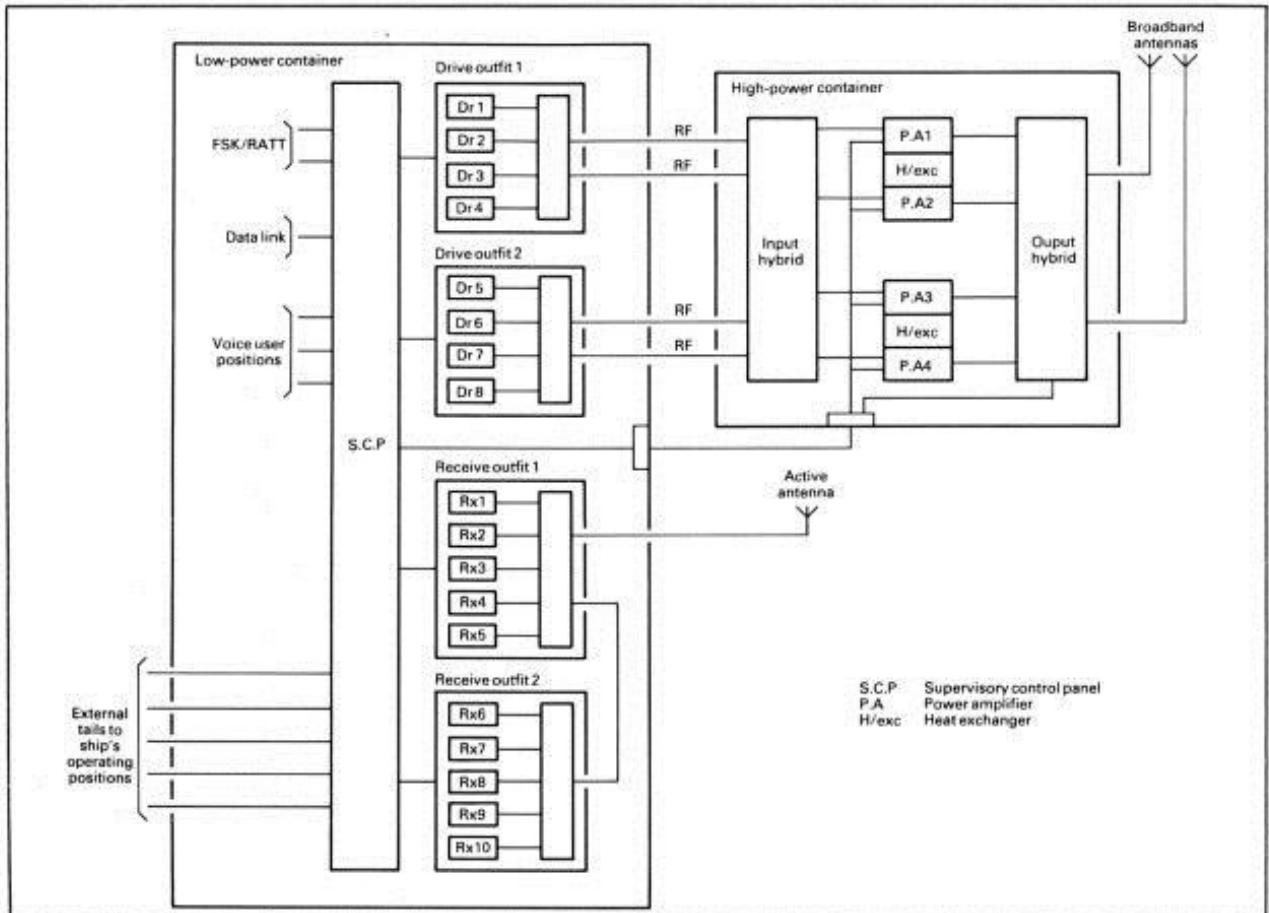 Broadband
antennas
Low-power container
Drive outfit 1
Dr 1
Dr 2
Dr 3
Dr 4
FSK/RATT
Data link
Voice user
positions
Drive outfit 2
Dr 5
Dr 6
Dr 7
Dr 8
S.C.P
RF
RF
RF
RF
High-power container
Input
hybrid
P.A1
H/exc
P.A2
P.A3
H/exc
P.A4
Ouput
hybrid
Receive outfit 1
Rx1
Rx2
Rx3
Rx4
Rx5
Active
antenna
Receive outfit 2
Rx6
Rx7
Rx8
Rx9
Rx10
External
tails to
ship's
operating
positions
S.C.P Supervisory control panel
P.A Power amplifier
H/exc Heat exchanger